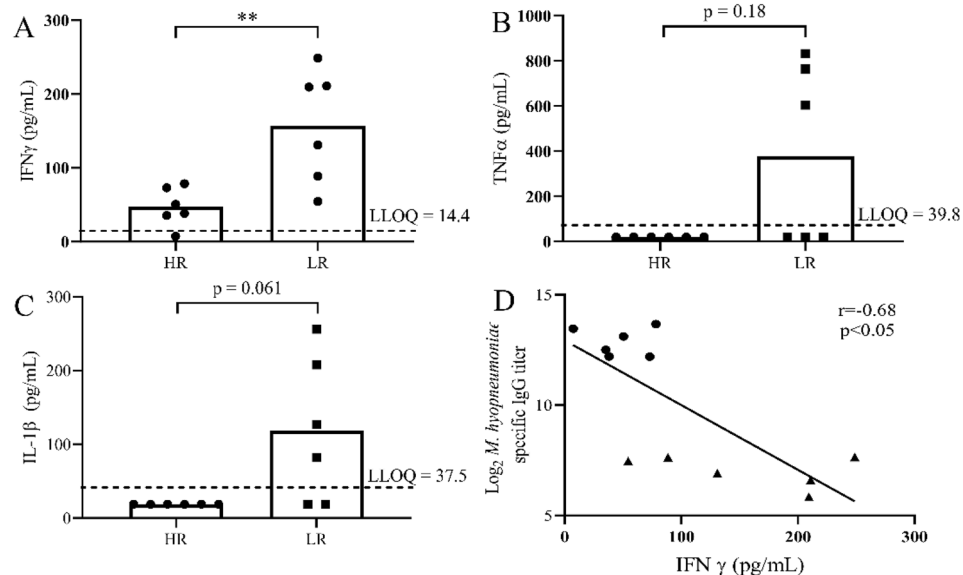 A
IFNγ (pg/mL)
300
200
100
0
**
LLOQ = 14.4
HR
LR
B
TNFα (pg/mL)
1000
800
600
400
200
0
p = 0.18
LLOQ = 39.8
HR
LR
C
IL-1β (pg/mL)
300
200
100
0
p = 0.061
LLOQ = 37.5
HR
LR
D
Log2 M. hyopneumoniae
specific IgG titer
15
10
5
r=-0.68
p<0.05
0
100
200
300
IFN γ (pg/mL)